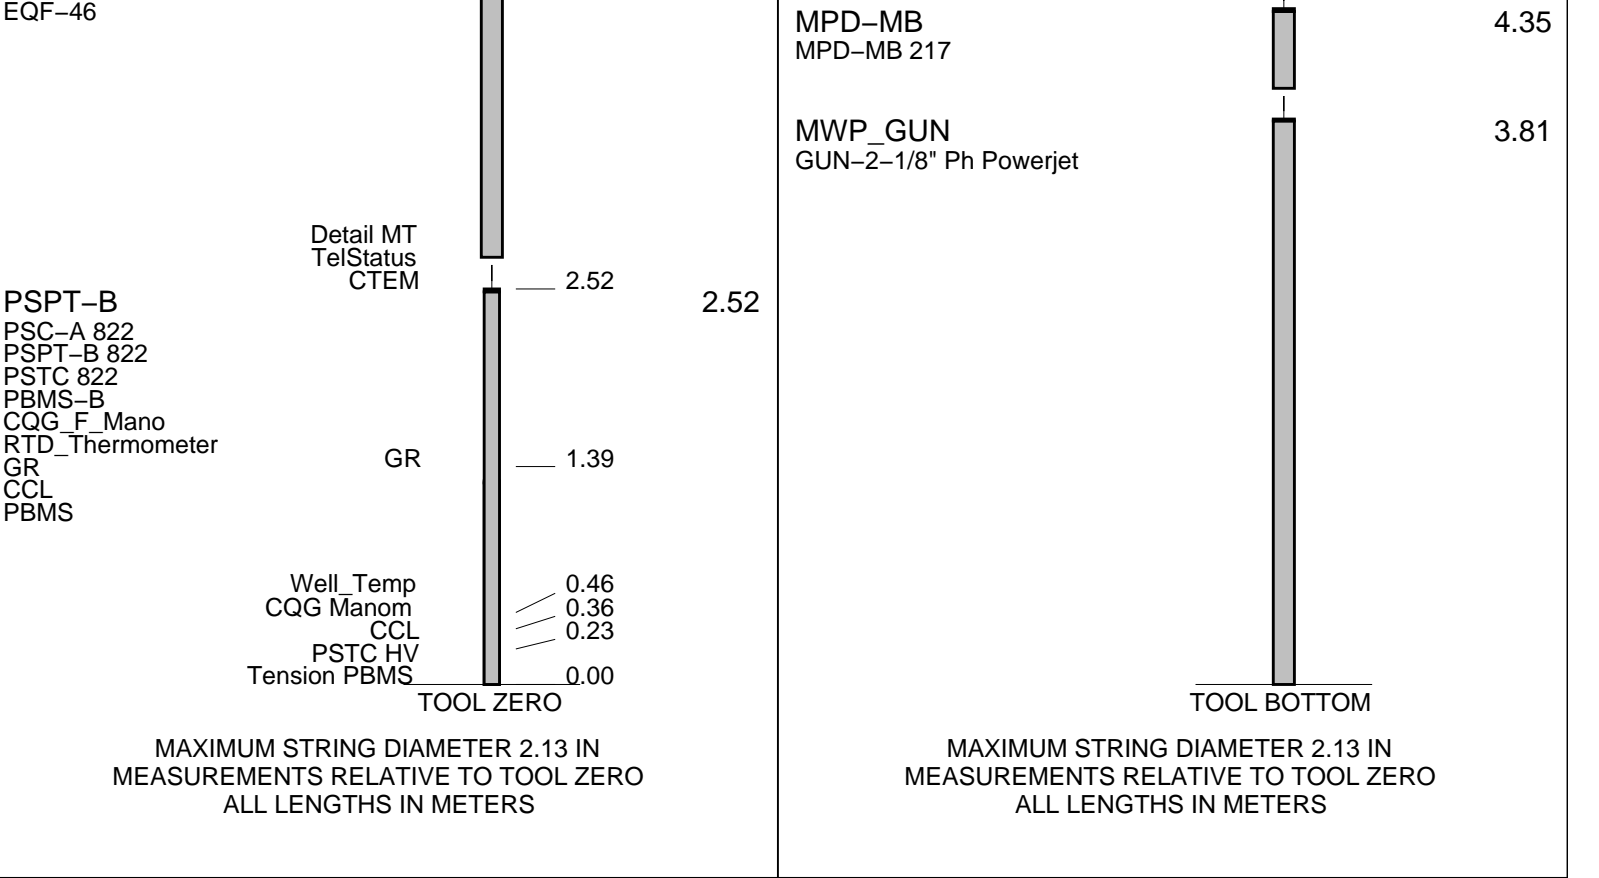 EQF−46
Detail MT
TelStatus
CTEM 2.52
PSPT−B 2.52
PSC−A 822
PSPT−B 822
PSTC 822
PBMS−B
CQG_F_Mano
RTD_Thermometer
GR
CCL
PBMS
GR 1.39
Well_Temp 0.46
CQG Manom 0.36
CCL 0.23
PSTC HV
Tension PBMS 0.00
TOOL ZERO
MAXIMUM STRING DIAMETER 2.13 IN
MEASUREMENTS RELATIVE TO TOOL ZERO
ALL LENGTHS IN METERS
MPD−MB 4.35
MPD−MB 217
MWP_GUN 3.81
GUN−2−1/8" Ph Powerjet
TOOL BOTTOM
MAXIMUM STRING DIAMETER 2.13 IN
MEASUREMENTS RELATIVE TO TOOL ZERO
ALL LENGTHS IN METERS